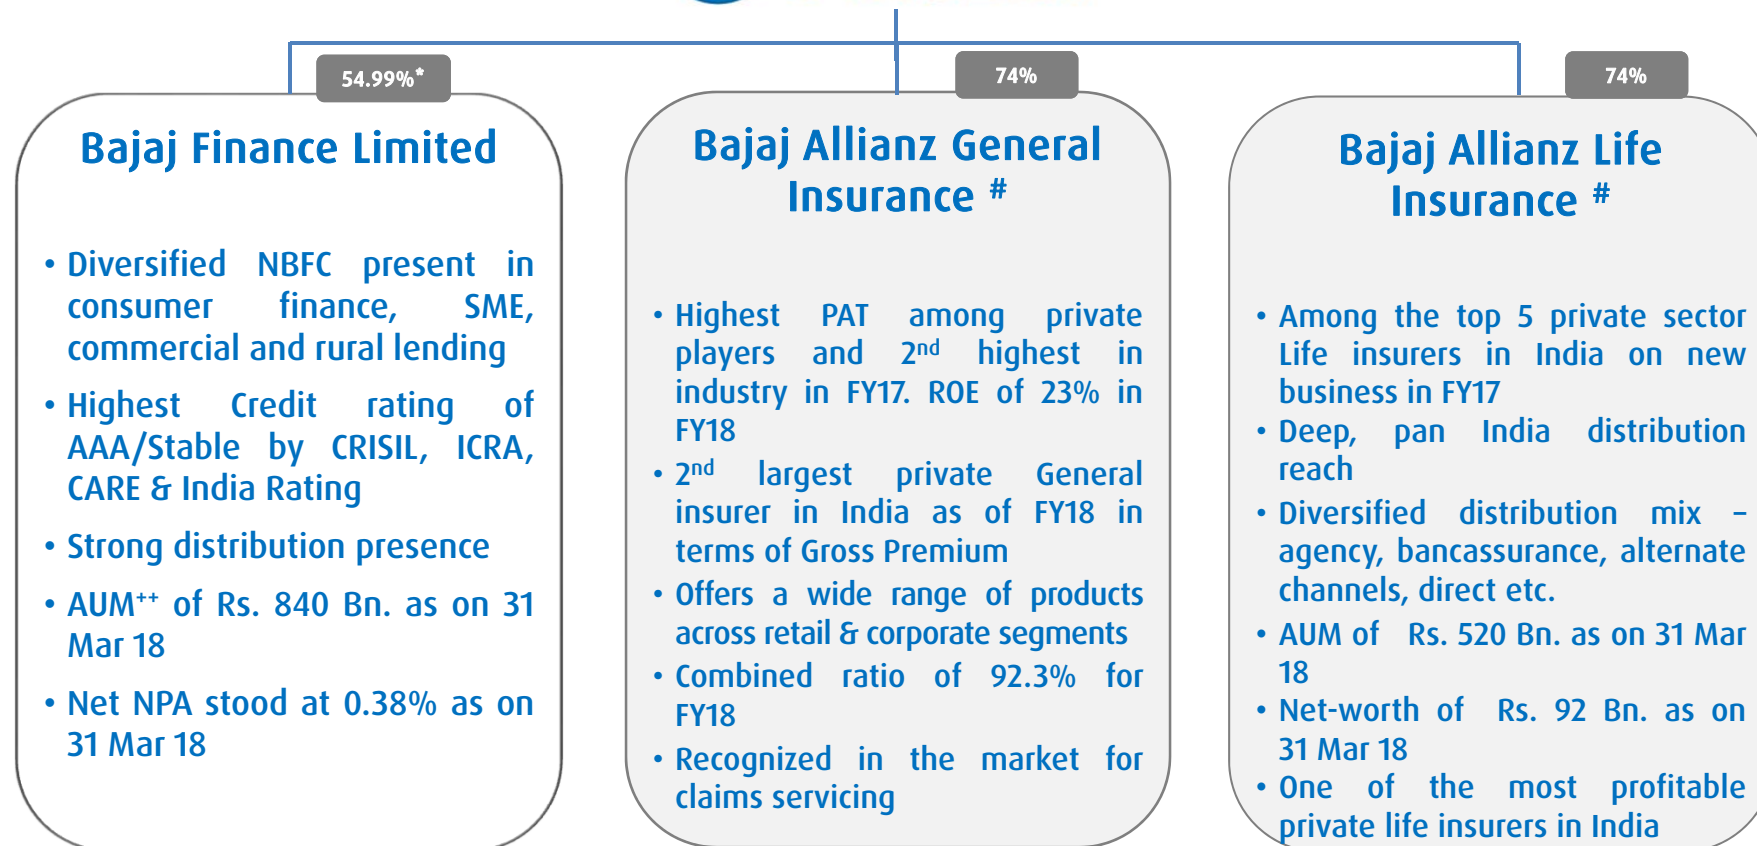 54.99%*
74%
74%
Bajaj Finance Limited
• Diversified NBFC present in
consumer finance, SME,
commercial and rural lending
• Highest Credit rating of
AAA/Stable by CRISIL, ICRA,
CARE & India Rating
• Strong distribution presence
• AUM++ of Rs. 840 Bn. as on 31
Mar 18
• Net NPA stood at 0.38% as on
31 Mar 18
Bajaj Allianz General
Insurance #
• Highest PAT among private
players and 2nd highest in
industry in FY17. ROE of 23% in
FY18
• 2nd largest private General
insurer in India as of FY18 in
terms of Gross Premium
• Offers a wide range of products
across retail & corporate segments
• Combined ratio of 92.3% for
FY18
• Recognized in the market for
claims servicing
Bajaj Allianz Life
Insurance #
• Among the top 5 private sector
Life insurers in India on new
business in FY17
• Deep, pan India distribution
reach
• Diversified distribution mix –
agency, bancassurance, alternate
channels, direct etc.
• AUM of Rs. 520 Bn. as on 31 Mar
18
• Net-worth of Rs. 92 Bn. as on
31 Mar 18
• One of the most profitable
private life insurers in India